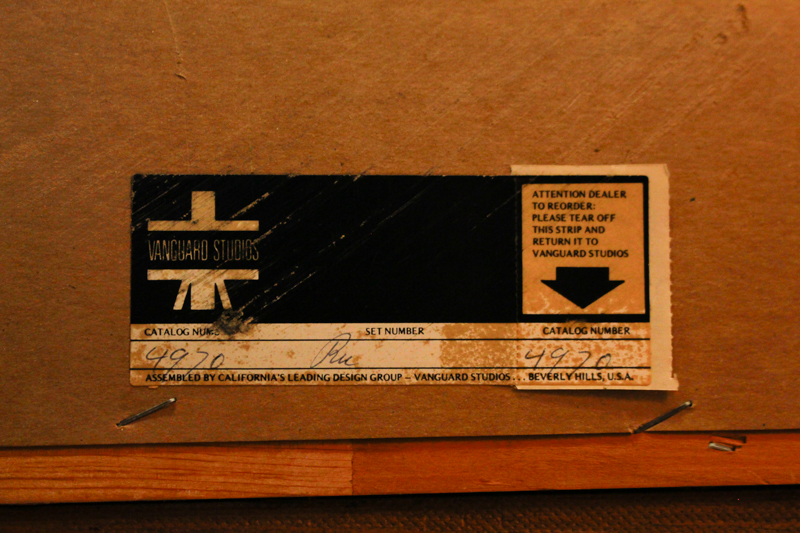 VANGUARD STUDIOS
ATTENTION DEALER
TO REORDER:
PLEASE TEAR OFF
THIS STRIP AND
RETURN IT TO
VANGUARD STUDIOS
CATALOG SET NUMBER CATALOG NUMBER
4970 4970
ASSEMBLED BY CALIFORNIA'S LEADING DESIGN GROUP – VANGUARD STUDIOS... BEVERLY HILLS, U.S.A.